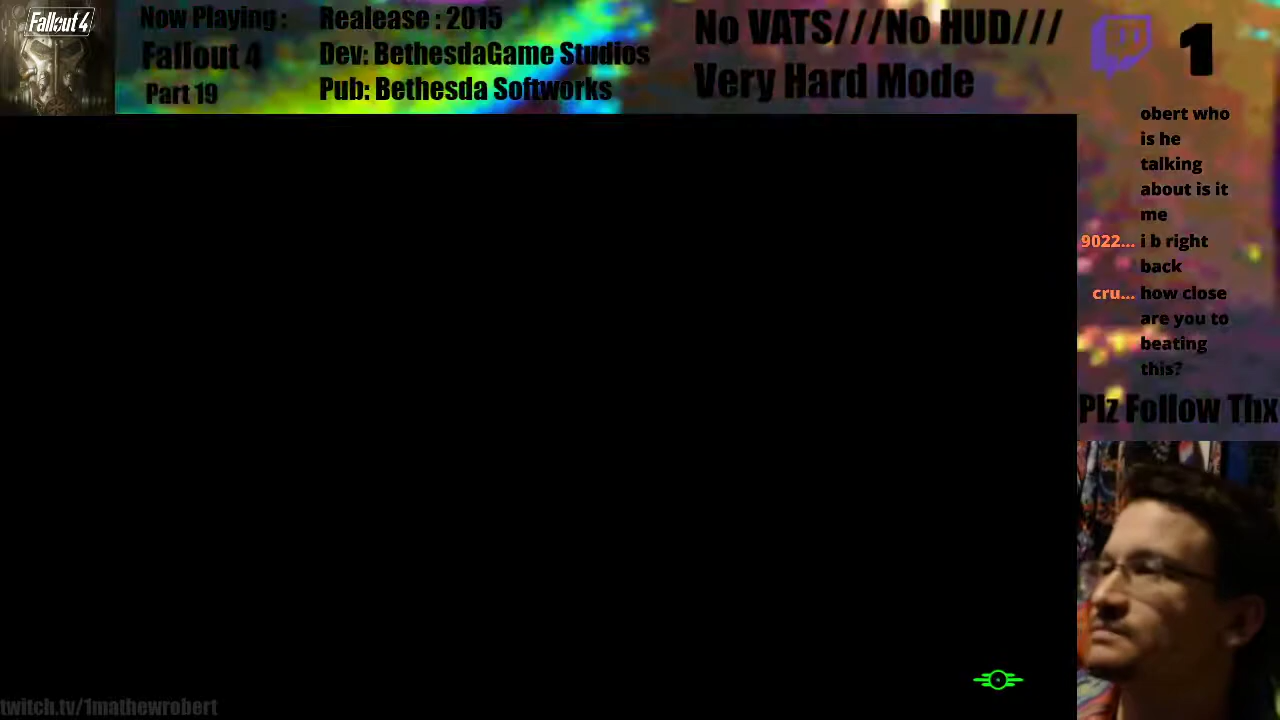 Fallout 4
Now Playing :
Fallout 4
Part 19
Realease : 2015
Dev: BethesdaGame Studios
Pub: Bethesda Softworks
No VATS///No HUD///
Very Hard Mode
1
obert who
is he
talking
about is it
me
9022... i b right
back
cru... how close
are you to
beating
this?
Plz Follow Thx
twitch.tv/1mathewrobert